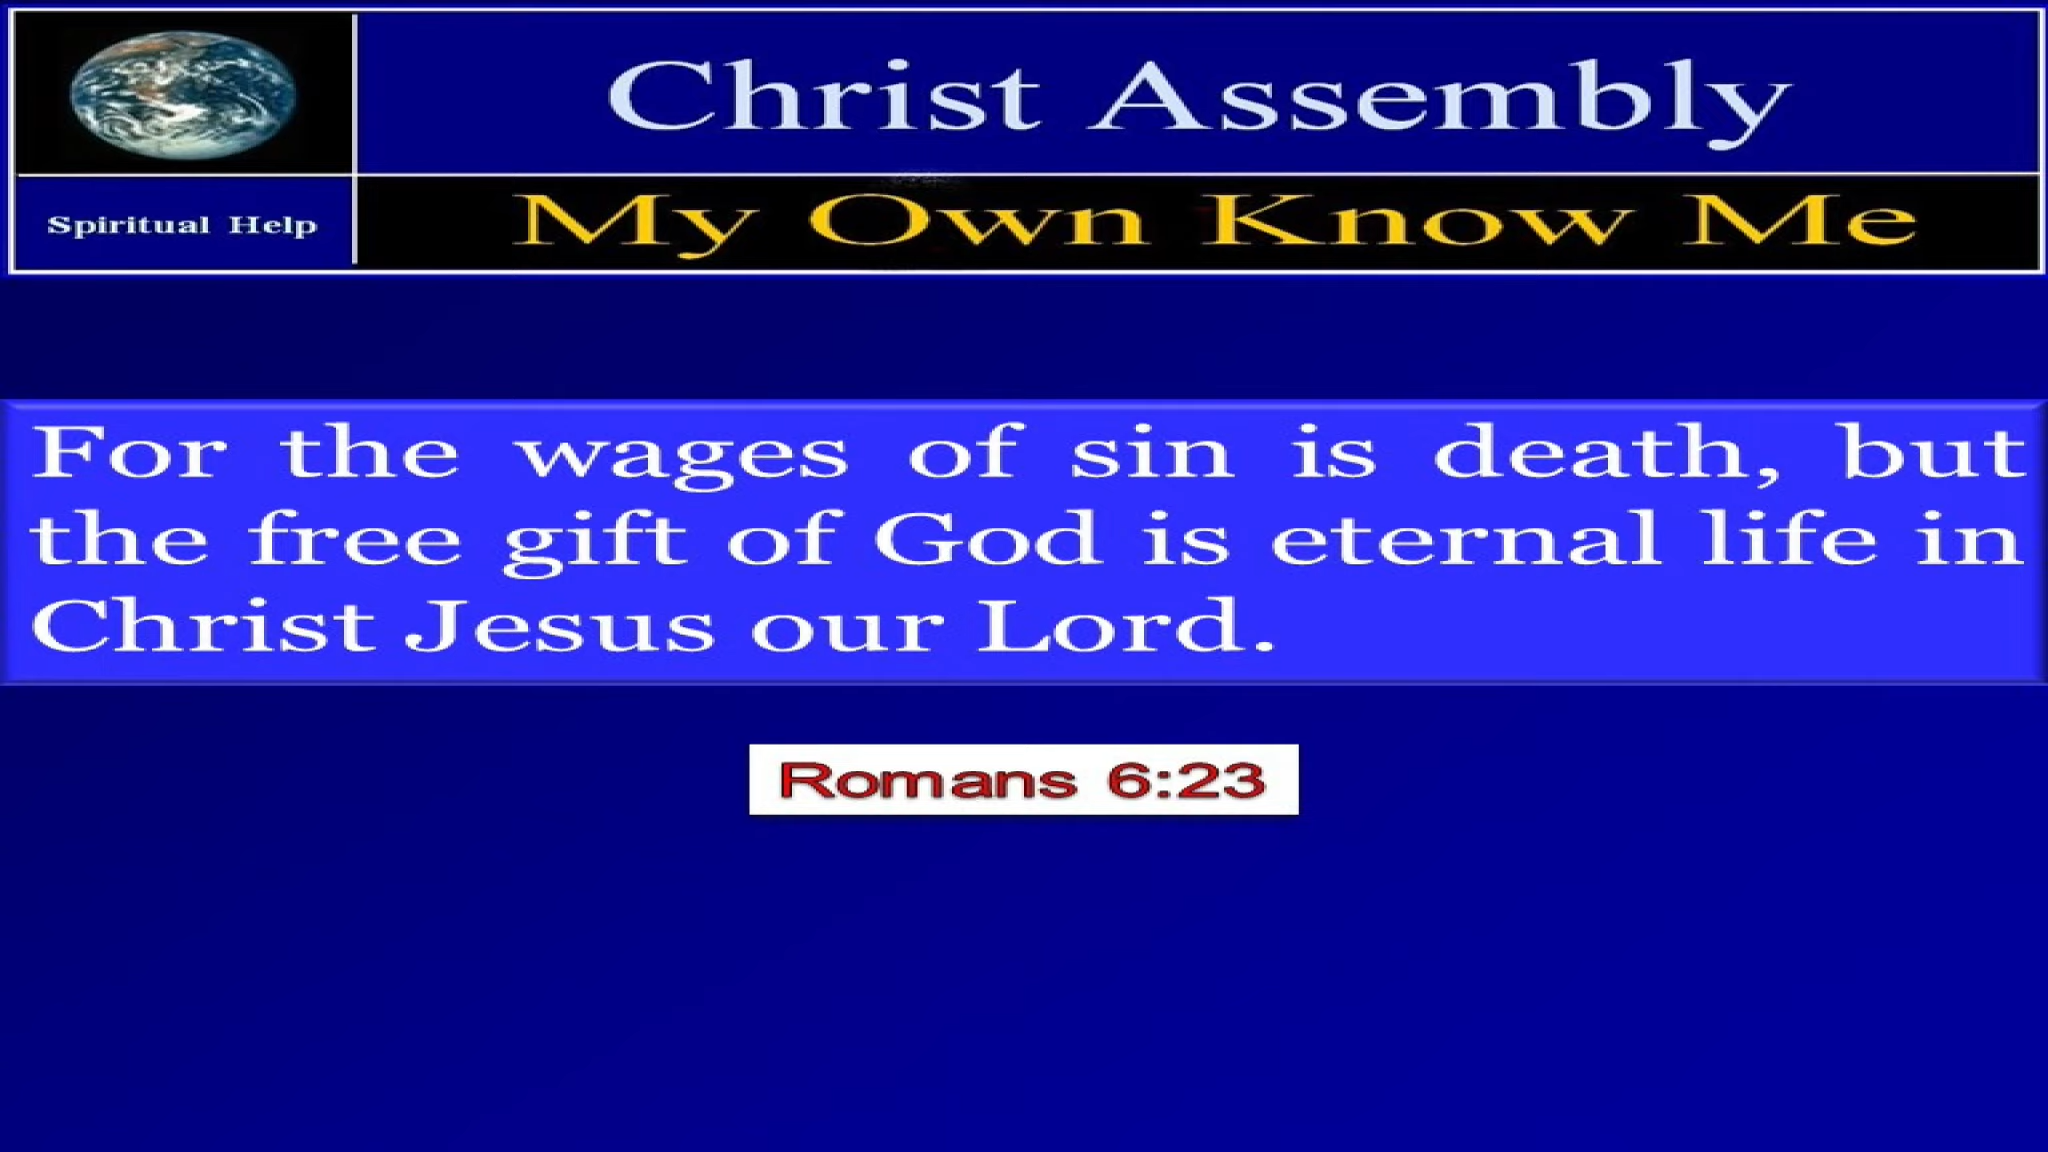 Christ Assembly
Spiritual Help
My Own Know Me
For the wages of sin is death, but
the free gift of God is eternal life in
Christ Jesus our Lord.
Romans 6:23